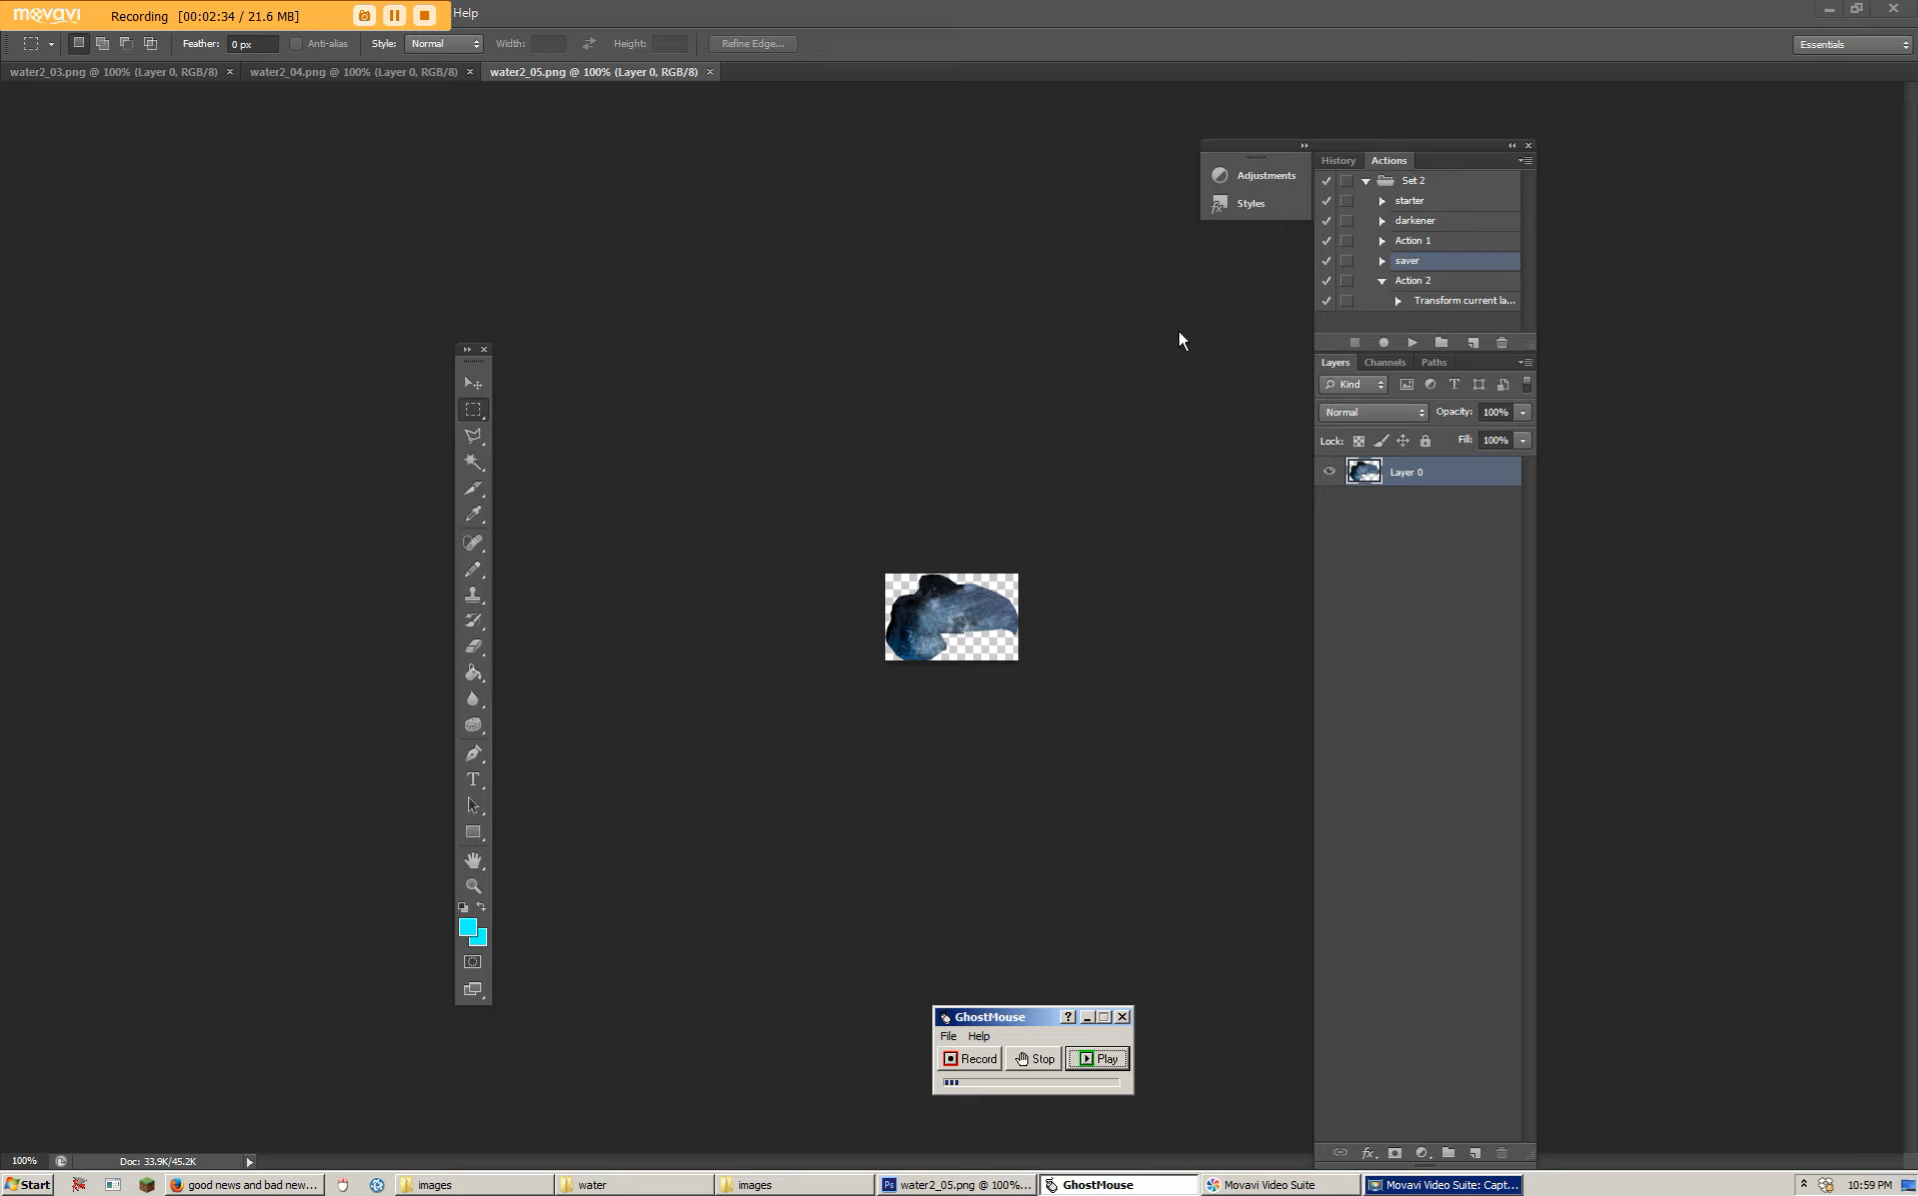 movavi Recording [00:02:34 / 21.6 MB] Help
Feather: 0 px Anti-alias Style: Normal Width: Height: Refine Edge... Essentials
water2_03.png @ 100% (Layer 0, RGB/8) × water2_04.png @ 100% (Layer 0, RGB/8) × water2_05.png @ 100% (Layer 0, RGB/8) ×
History Actions
Adjustments
Styles
Set 2
starter
darkener
Action 1
saver
Action 2
Transform current la...
Layers Channels Paths
Kind
Normal Opacity: 100%
Lock: Fill: 100%
Layer 0
GhostMouse
File Help
Record Stop Play
100% Doc: 33.9K/45.2K
Start good news and bad new... images water images water2_05.png @ 100%... GhostMouse Movavi Video Suite Movavi Video Suite: Capt... 10:59 PM